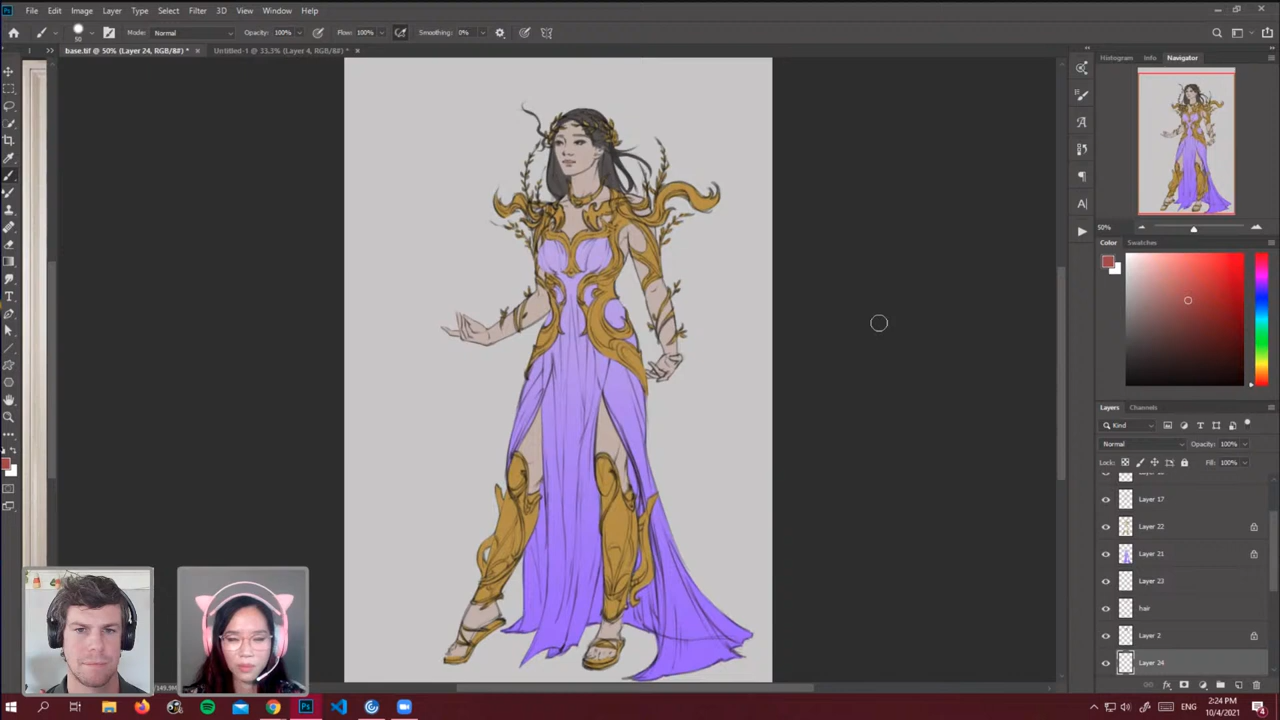 Ps File Edit Image Layer Type Select Filter 3D View Window Help
50 Mode: Normal Opacity: 100% Flow: 100% Smoothing: 0%
base.tif @ 50% (Layer 24, RGB/8#) * × Untitled-1 @ 33.3% (Layer 4, RGB/8#) * ×
Histogram Info Navigator
50%
Color Swatches
Layers Channels
Kind
Normal Opacity: 100%
Lock: Fill: 100%
Layer 17
Layer 22
Layer 21
Layer 23
hair
Layer 2
Layer 24
ENG 2:24 PM
10/4/2021 4